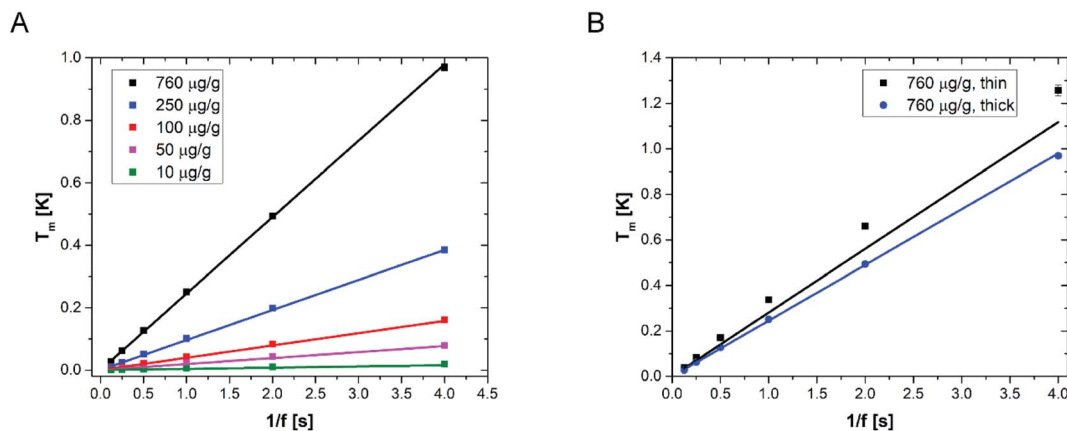 A
B
1.0
0.8
0.6
0.4
0.2
0.0
T_m [K]
760 μg/g
250 μg/g
100 μg/g
50 μg/g
10 μg/g
0.0 0.5 1.0 1.5 2.0 2.5 3.0 3.5 4.0 4.5
1/f [s]
1.4
1.2
1.0
0.8
0.6
0.4
0.2
0.0
T_m [K]
760 μg/g, thin
760 μg/g, thick
0.0 0.5 1.0 1.5 2.0 2.5 3.0 3.5 4.0
1/f [s]